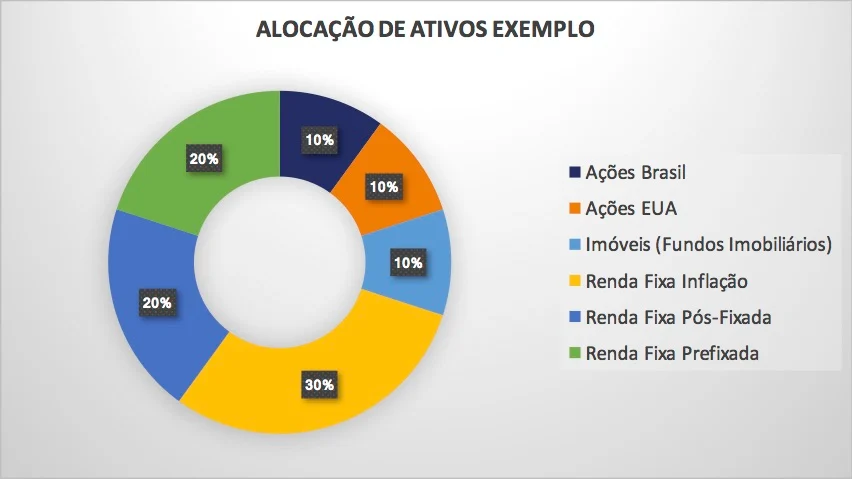 ALOCAÇÃO DE ATIVOS EXEMPLO
10%
20%
10%
10%
20%
30%
Ações Brasil
Ações EUA
Imóveis (Fundos Imobiliários)
Renda Fixa Inflação
Renda Fixa Pós-Fixada
Renda Fixa Prefixada